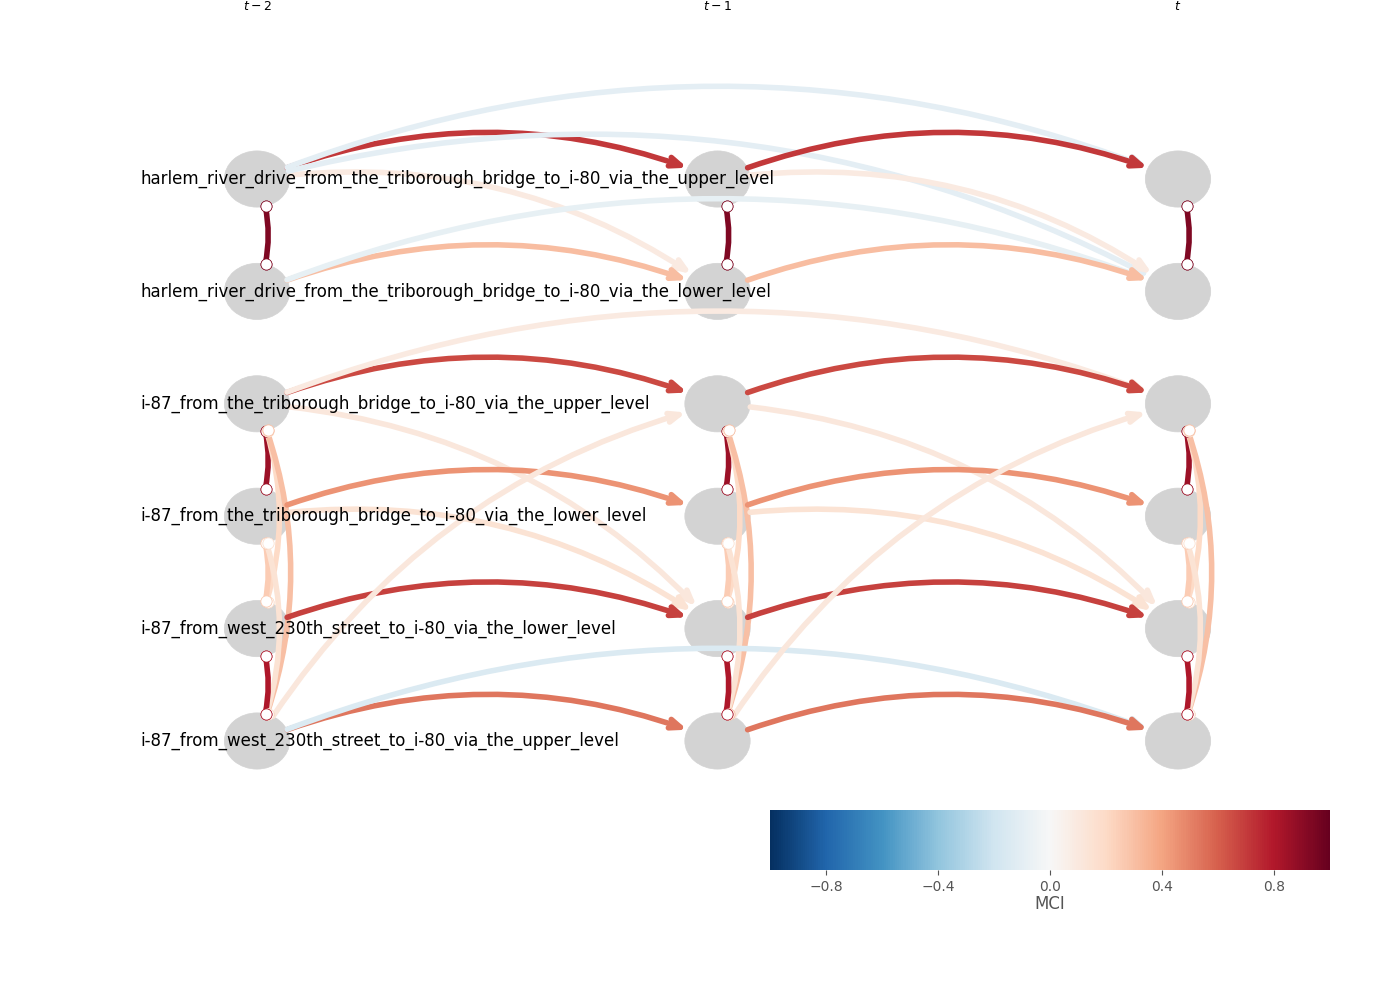 t − 2 t − 1 t
harlem_river_drive_from_the_triborough_bridge_to_i-80_via_the_upper_level
harlem_river_drive_from_the_triborough_bridge_to_i-80_via_the_lower_level
i-87_from_the_triborough_bridge_to_i-80_via_the_upper_level
i-87_from_the_triborough_bridge_to_i-80_via_the_lower_level
i-87_from_west_230th_street_to_i-80_via_the_lower_level
i-87_from_west_230th_street_to_i-80_via_the_upper_level
−0.8 −0.4 0.0 0.4 0.8
MCI